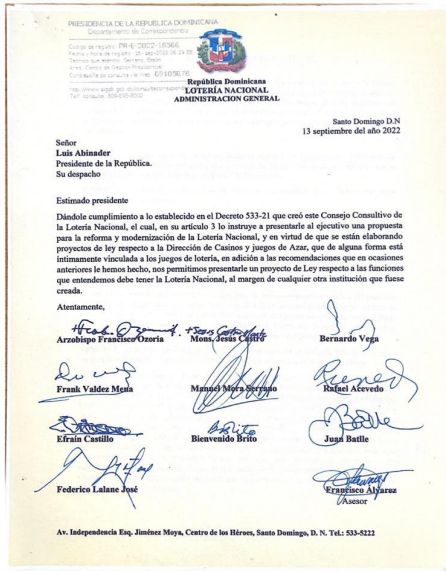 PRESIDENCIA DE LA REPUBLICA DOMINICANA
Departamento de Correspondencia
Código de registro: PR-E-2022-18566
República Dominicana
LOTERÍA NACIONAL
ADMINISTRACION GENERAL
Santo Domingo D.N
13 septiembre del año 2022
Señor
Luis Abinader
Presidente de la República.
Su despacho
Estimado presidente
Dándole cumplimiento a lo establecido en el Decreto 533-21 que creó este Consejo Consultivo de
la Lotería Nacional, el cual, en su artículo 3 lo instruye a presentarle al ejecutivo una propuesta
para la reforma y modernización de la Lotería Nacional, y en virtud de que se están elaborando
proyectos de ley respecto a la Dirección de Casinos y juegos de Azar, que de alguna forma está
íntimamente vinculada a los juegos de lotería, en adición a las recomendaciones que en ocasiones
anteriores le hemos hecho, nos permitimos presentarle un proyecto de Ley respecto a las funciones
que entendemos debe tener la Lotería Nacional, al margen de cualquier otra institución que fuese
creada.
Atentamente,
Arzobispo Francisco Ozoria Mons. Jesús Castro Bernardo Vega
Frank Valdez Mena Manuel Mora Serrano Rafael Acevedo
Efraín Castillo Bienvenido Brito Juan Batlle
Federico Lalane José Francisco Álvarez
Asesor
Av. Independencia Esq. Jiménez Moya, Centro de los Héroes, Santo Domingo, D. N. Tel.: 533-5222